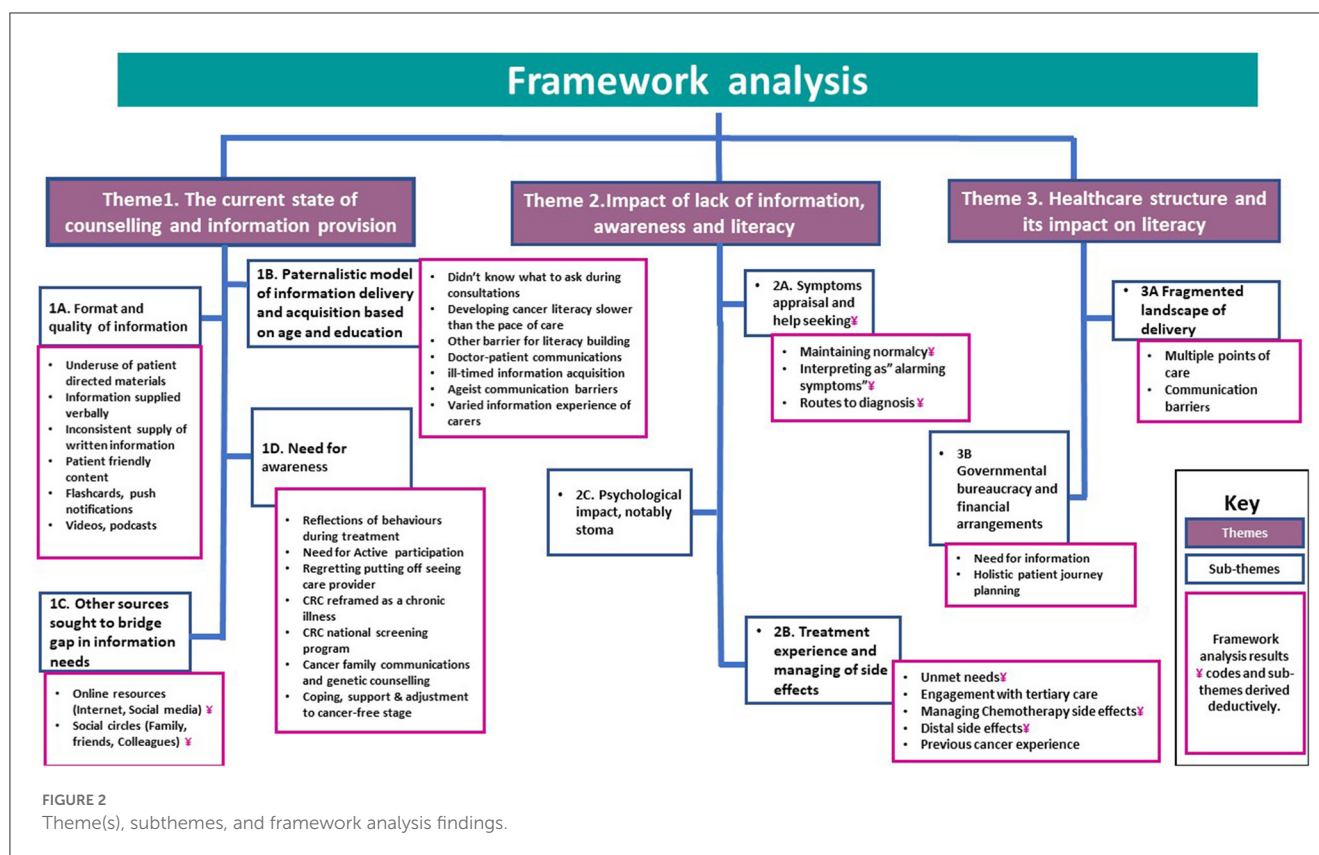 Framework analysis
Theme1. The current state of
counselling and information provision
1A. Format and
quality of information
• Underuse of patient
directed materials
• Information supplied
verbally
• Inconsistent supply of
written information
• Patient friendly
content
• Flashcards, push
notifications
• Videos, podcasts
1B. Paternalistic model
of information delivery
and acquisition based
on age and education
• Didn't know what to ask during
consultations
• Developing cancer literacy slower
than the pace of care
• Other barrier for literacy building
• Doctor-patient communications
• ill-timed information acquisition
• Ageist communication barriers
• Varied information experience of
carers
1C. Other sources
sought to bridge
gap in information
needs
• Online resources
(Internet, Social media) ¥
• Social circles (Family,
friends, Colleagues) ¥
1D. Need for
awareness
• Reflections of behaviours
during treatment
• Need for Active participation
• Regretting putting off seeing
care provider
• CRC reframed as a chronic
illness
• CRC national screening
program
• Cancer family communications
and genetic counselling
• Coping, support & adjustment
to cancer-free stage
Theme 2.Impact of lack of information,
awareness and literacy
• 2A. Symptoms
appraisal and
help seeking¥
• Maintaining normalcy¥
• Interpreting as" alarming
symptoms"¥
• Routes to diagnosis ¥
• 2C. Psychological
impact, notably
stoma
• 2B. Treatment
experience and
managing of side
effects
• Unmet needs¥
• Engagement with tertiary care
• Managing Chemotherapy side effects¥
• Distal side effects¥
• Previous cancer experience
Theme 3. Healthcare structure and
its impact on literacy
• 3A Fragmented
landscape of
delivery
• Multiple points of
care
• Communication
barriers
• 3B
Governmental
bureaucracy and
financial
arrangements
• Need for information
• Holistic patient journey
planning
Key
Themes
Sub-themes
Framework
analysis results
¥ codes and sub-
themes derived
deductively.
FIGURE 2
Theme(s), subthemes, and framework analysis findings.